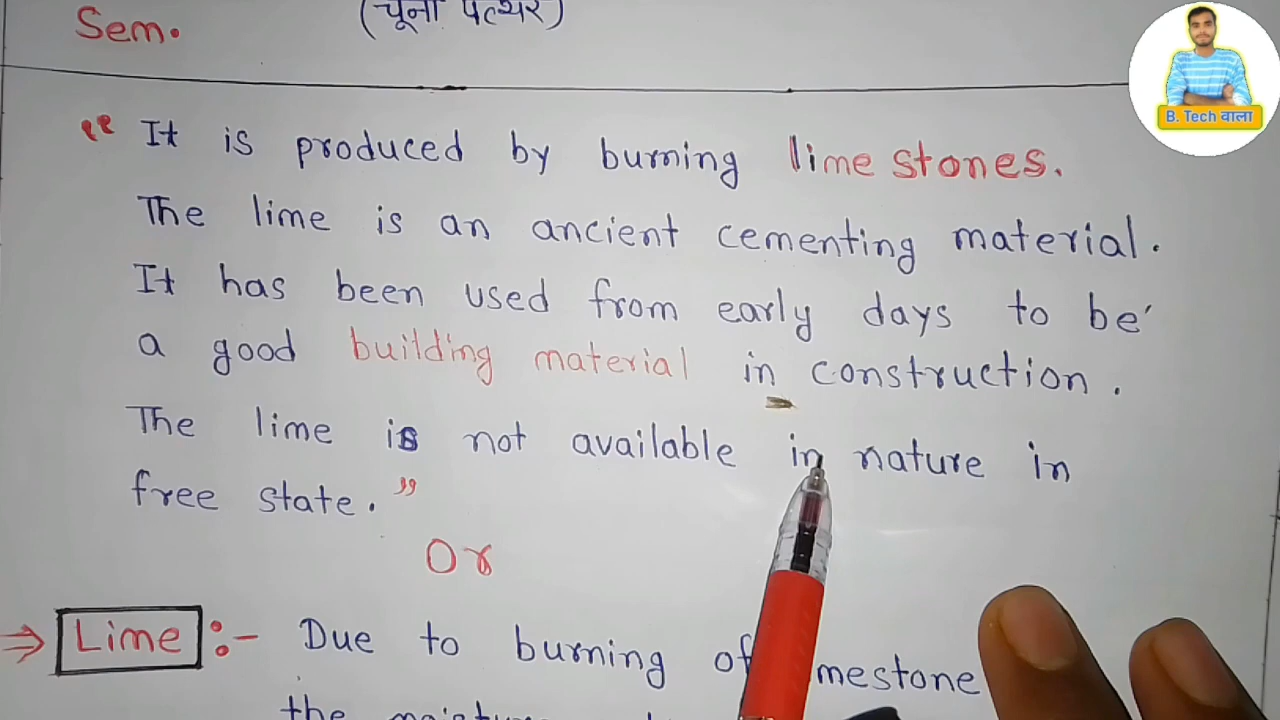 Sem. (चूना पत्थर)
B. Tech वाला
“ It is produced by burning lime stones.
The lime is an ancient cementing material.
It has been used from early days to be
a good building material in construction.
The lime is not available in nature in
free state. ”
Or
⇒ Lime :- Due to burning of mestone
the